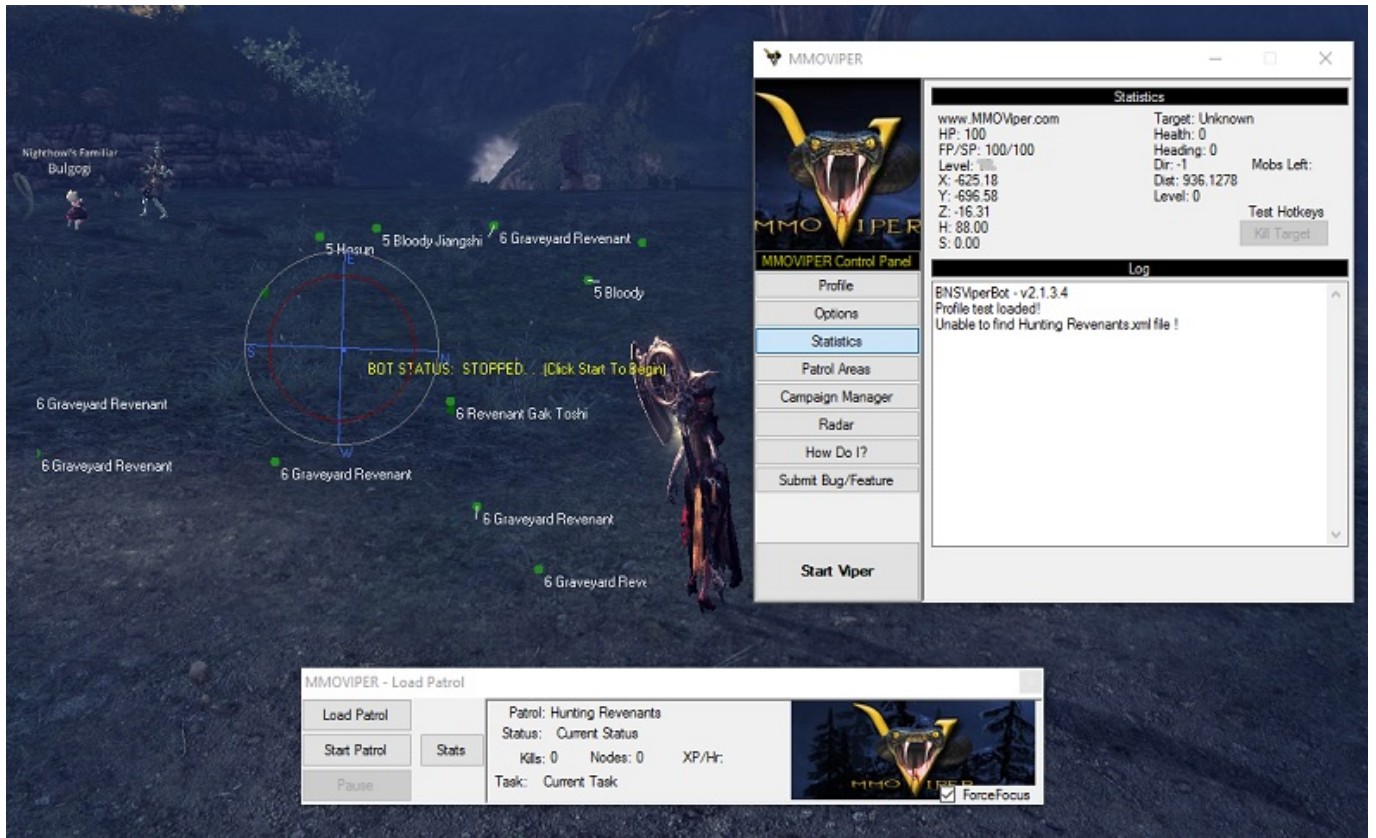 MMOVIPER
Statistics
www.MMOViper.com
HP: 100
FP/SP: 100/100
Level:
X: -625.18
Y: -696.58
Z: -16.31
H: 88.00
S: 0.00
Target: Unknown
Health: 0
Heading: 0
Dir: -1
Mobs Left:
Dist: 936.1278
Level: 0
Test Hotkeys
Kill Target
MMO VIPER
MMOVIPER Control Panel
Profile
Options
Statistics
Patrol Areas
Campaign Manager
Radar
How Do I?
Submit Bug/Feature
Start Viper
Log
BNSViperBot - v2.1.3.4
Profile test loaded!
Unable to find Hunting Revenants.xml file !
Nighthowl's Familiar
Bulgogi
5 Hosun
5 Bloody Jiangshi
6 Graveyard Revenant
5 Bloody
E
S
N
W
BOT STATUS: STOPPED. . .(Click Start To Begin)
6 Graveyard Revenant
6 Revenant Gak Toshi
6 Graveyard Revenant
6 Graveyard Revenant
6 Graveyard Revenant
6 Graveyard Reve
MMOVIPER - Load Patrol
Load Patrol
Start Patrol
Pause
Stats
Patrol: Hunting Revenants
Status: Current Status
Kills: 0 Nodes: 0 XP/Hr:
Task: Current Task
MMO VIPER
ForceFocus